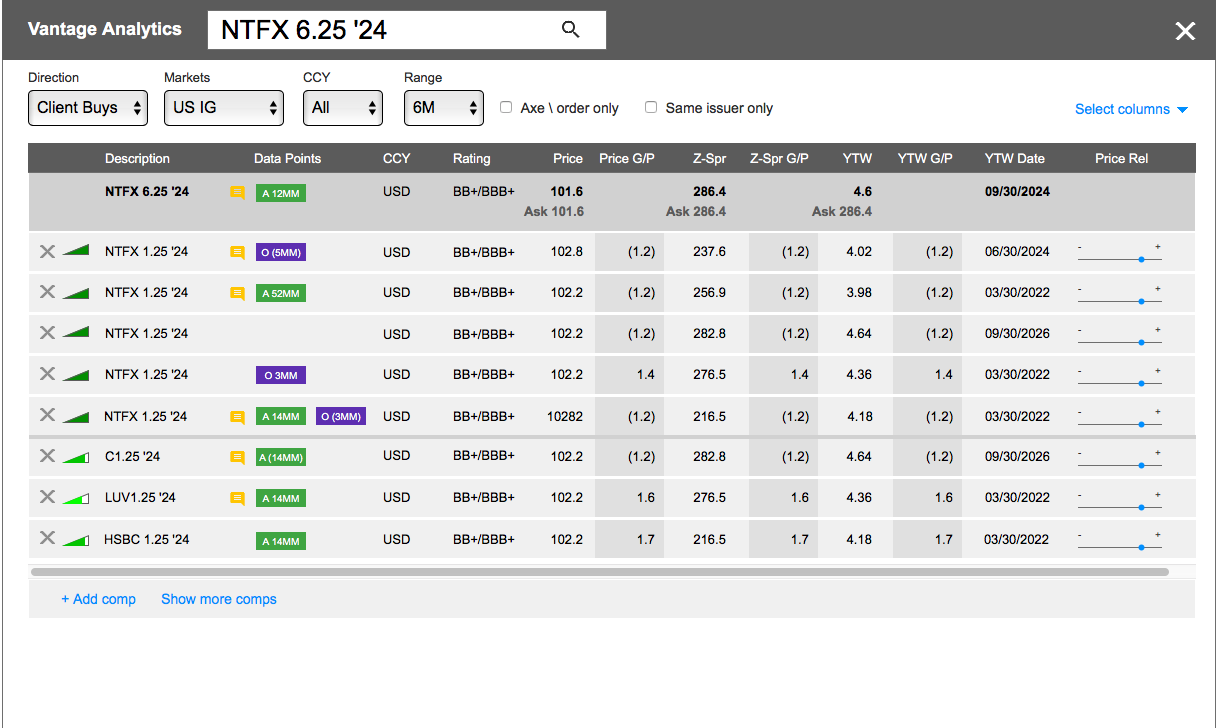 Vantage Analytics NTFX 6.25 '24
Direction Markets CCY Range
Client Buys US IG All 6M Axe \ order only Same issuer only Select columns
Description Data Points CCY Rating Price Price G/P Z-Spr Z-Spr G/P YTW YTW G/P YTW Date Price Rel
NTFX 6.25 '24 A 12MM USD BB+/BBB+ 101.6 286.4 4.6 09/30/2024
Ask 101.6 Ask 286.4 Ask 286.4
NTFX 1.25 '24 O (5MM) USD BB+/BBB+ 102.8 (1.2) 237.6 (1.2) 4.02 (1.2) 06/30/2024 - +
NTFX 1.25 '24 A 52MM USD BB+/BBB+ 102.2 (1.2) 256.9 (1.2) 3.98 (1.2) 03/30/2022 - +
NTFX 1.25 '24 USD BB+/BBB+ 102.2 (1.2) 282.8 (1.2) 4.64 (1.2) 09/30/2026 - +
NTFX 1.25 '24 O 3MM USD BB+/BBB+ 102.2 1.4 276.5 1.4 4.36 1.4 03/30/2022 - +
NTFX 1.25 '24 A 14MM O (3MM) USD BB+/BBB+ 10282 (1.2) 216.5 (1.2) 4.18 (1.2) 03/30/2022 - +
C1.25 '24 A (14MM) USD BB+/BBB+ 102.2 (1.2) 282.8 (1.2) 4.64 (1.2) 09/30/2026 - +
LUV1.25 '24 A 14MM USD BB+/BBB+ 102.2 1.6 276.5 1.6 4.36 1.6 03/30/2022 - +
HSBC 1.25 '24 A 14MM USD BB+/BBB+ 102.2 1.7 216.5 1.7 4.18 1.7 03/30/2022 - +
+ Add comp Show more comps